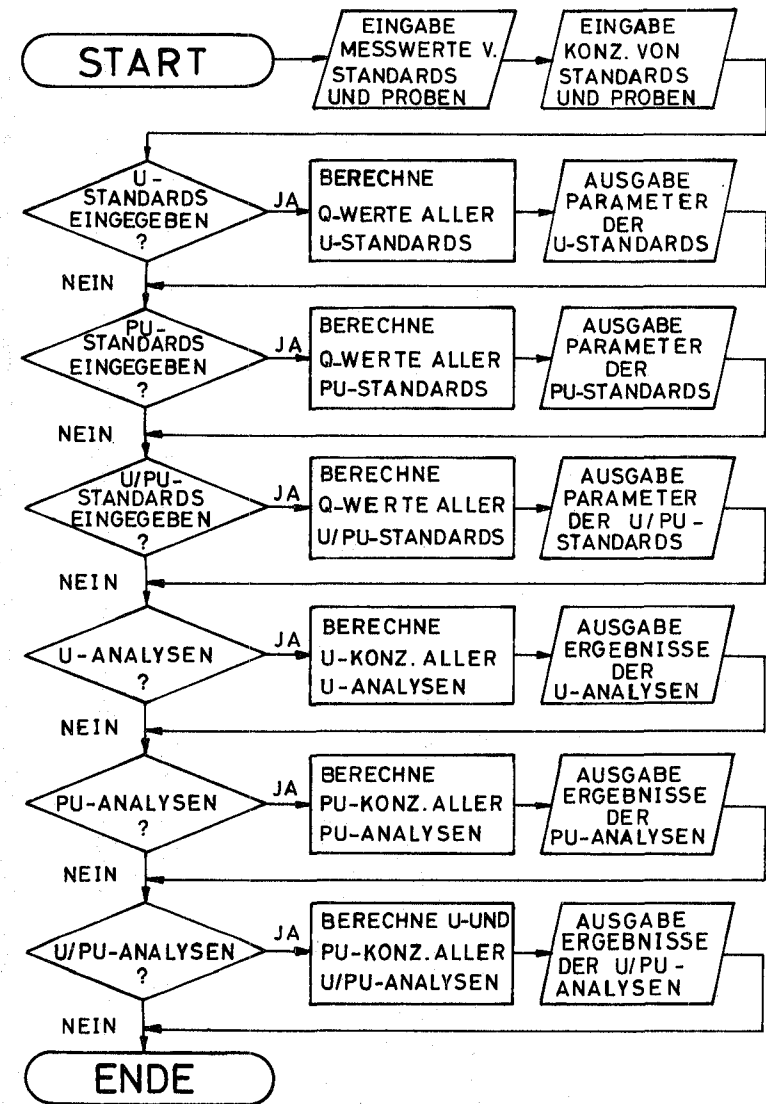 START
EINGABE
MESSWERTE V.
STANDARDS
UND PROBEN
EINGABE
KONZ. VON
STANDARDS
UND PROBEN
U-
STANDARDS
EINGEGEBEN
?
JA
BERECHNE
Q-WERTE ALLER
U-STANDARDS
AUSGABE
PARAMETER
DER
U-STANDARDS
NEIN
PU-
STANDARDS
EINGEGEBEN
?
JA
BERECHNE
Q-WERTE ALLER
PU-STANDARDS
AUSGABE
PARAMETER
DER
PU-STANDARDS
NEIN
U/PU-
STANDARDS
EINGEGEBEN
?
JA
BERECHNE
Q-WERTE ALLER
U/PU-STANDARDS
AUSGABE
PARAMETER
DER U/PU-
STANDARDS
NEIN
U-ANALYSEN
?
JA
BERECHNE
U-KONZ. ALLER
U-ANALYSEN
AUSGABE
ERGEBNISSE
DER
U-ANALYSEN
NEIN
PU-ANALYSEN
?
JA
BERECHNE
PU-KONZ. ALLER
PU-ANALYSEN
AUSGABE
ERGEBNISSE
DER
PU-ANALYSEN
NEIN
U/PU-ANALYSEN
?
JA
BERECHNE U-UND
PU-KONZ. ALLER
U/PU-ANALYSEN
AUSGABE
ERGEBNISSE
DER U/PU-
ANALYSEN
NEIN
ENDE